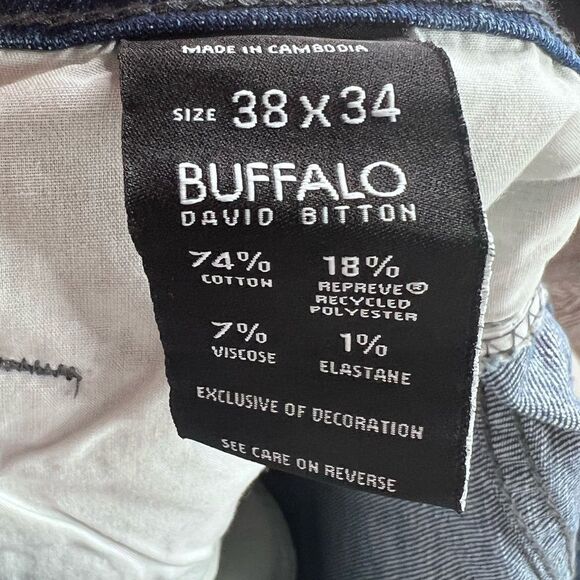 MADE IN CAMBODIA
SIZE 38 X 34
BUFFALO
DAVID BITTON
74% COTTON
18% REPREVE® RECYCLED POLYESTER
7% VISCOSE
1% ELASTANE
EXCLUSIVE OF DECORATION
SEE CARE ON REVERSE